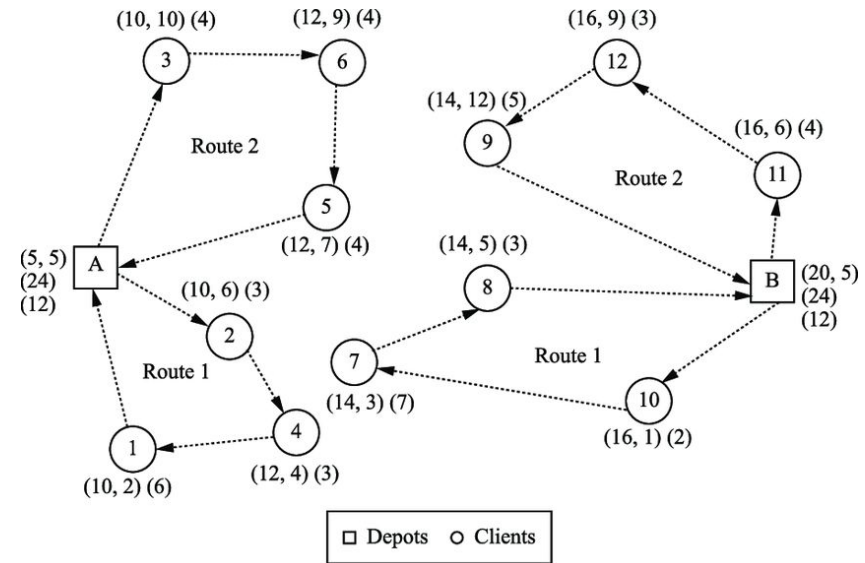 (10, 10) (4)
3
(12, 9) (4)
6
(16, 9) (3)
12
(14, 12) (5)
9
Route 2
(16, 6) (4)
11
Route 2
5
(12, 7) (4)
(5, 5)
(24)
(12)
A
(14, 5) (3)
8
B
(20, 5)
(24)
(12)
(10, 6) (3)
2
Route 1
7
(14, 3) (7)
Route 1
10
(16, 1) (2)
1
(10, 2) (6)
4
(12, 4) (3)
Depots
Clients